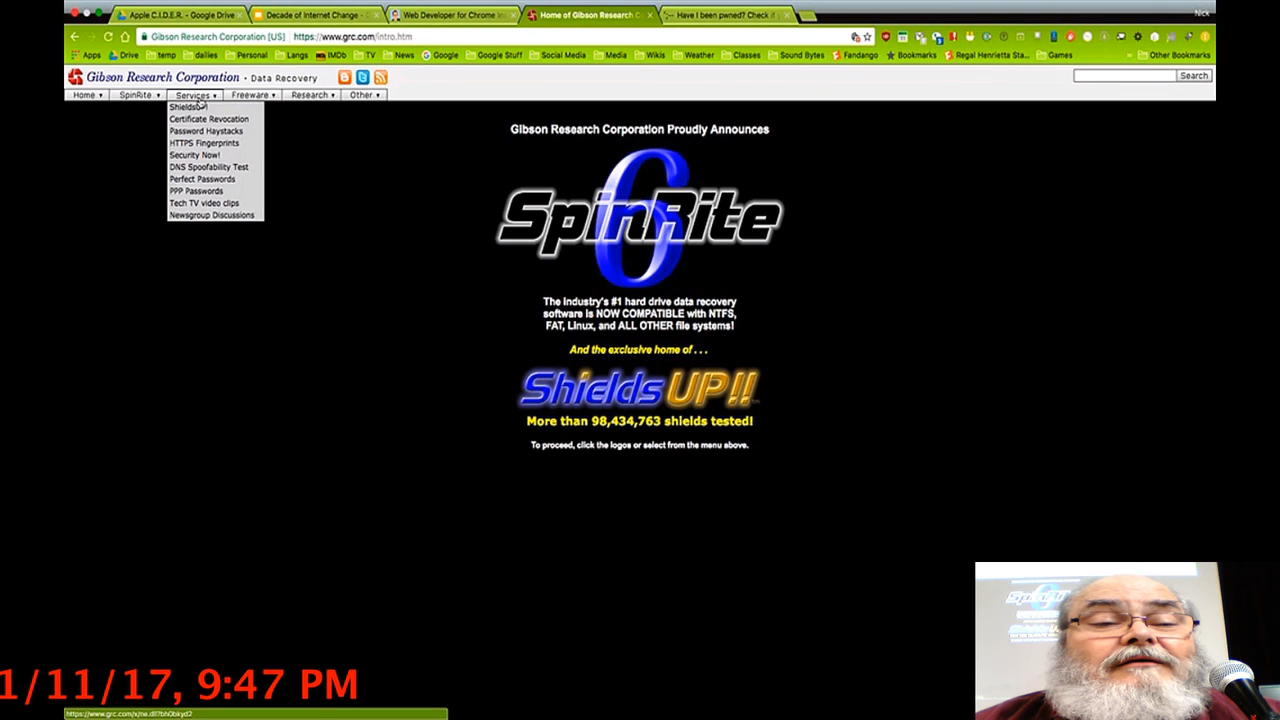 Apple C.I.D.E.R. - Google Drive
Decade of Internet Change -
Web Developer for Chrome Ins
Home of Gibson Research C
Have I been pwned? Check if
Nick
Gibson Research Corporation [US] https://www.grc.com/intro.htm
Apps Drive temp dailies Personal Langs IMDb TV News Google Google Stuff Social Media Media Wikis Weather Classes Sound Bytes Fandango Bookmarks Regal Henrietta Sta... Games Other Bookmarks
Gibson Research Corporation · Data Recovery
Search
Home SpinRite Services Freeware Research Other
Certificate Revocation
Password Haystacks
HTTPS Fingerprints
Security Now!
DNS Spoofability Test
Perfect Passwords
PPP Passwords
Tech TV video clips
Newsgroup Discussions
Gibson Research Corporation Proudly Announces
SpinRite 6
The industry's #1 hard drive data recovery
software is NOW COMPATIBLE with NTFS,
FAT, Linux, and ALL OTHER file systems!
And the exclusive home of . . .
ShieldsUP!!
More than 98,434,763 shields tested!
To proceed, click the logos or select from the menu above.
1/11/17, 9:47 PM